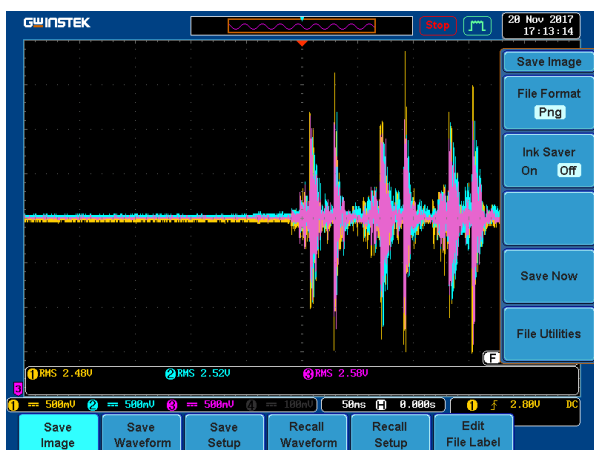 GWINSTEK
Stop
20 Nov 2017
17:13:14
Save Image
File Format
Png
Ink Saver
On Off
Save Now
File Utilities
F
1 RMS 2.48V 2 RMS 2.52V 3 RMS 2.50V
3
1 500mV 2 500mV 3 500mV 4 100mV 50ms H 0.000s 1 2.80V DC
Save Image
Save Waveform
Save Setup
Recall Waveform
Recall Setup
Edit File Label